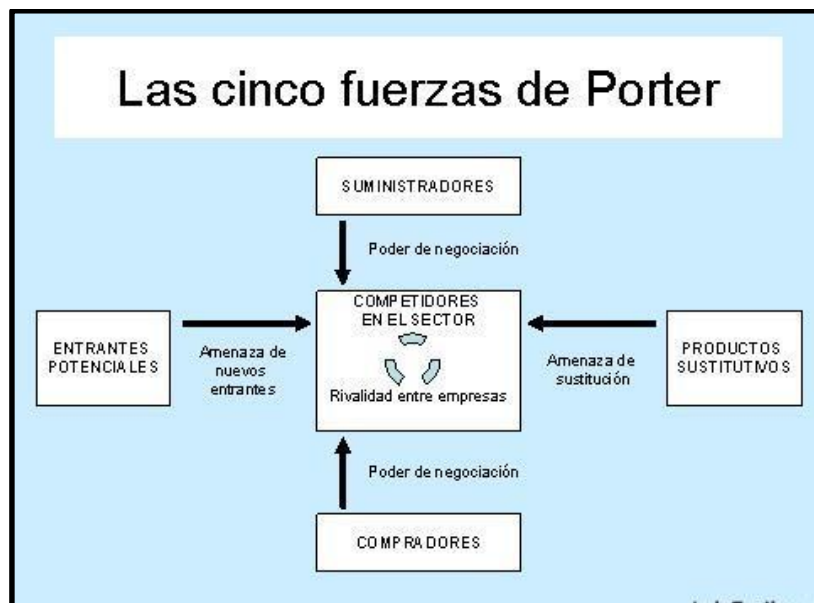 Las cinco fuerzas de Porter
SUMINISTRADORES
Poder de negociación
COMPETIDORES
EN EL SECTOR
Rivalidad entre empresas
ENTRANTES
POTENCIALES
Amenaza de
nuevos
entrantes
PRODUCTOS
SUSTITUTIVOS
Amenaza de
sustitución
Poder de negociación
COMPRADORES